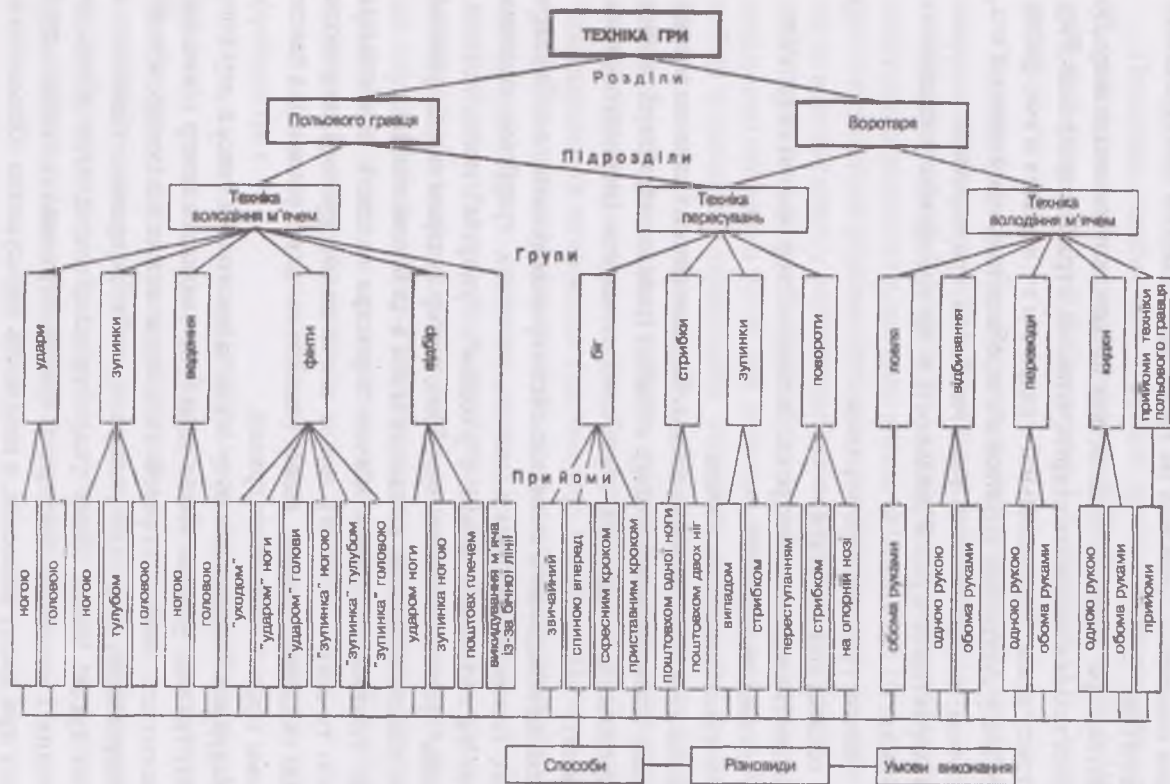 ТЕХНІКА ГРИ
Розділи
Польового гравця
Воротаря
Підрозділи
Техніка
володіння м'ячем
Техніка
пересувань
Техніка
володіння м'ячем
Групи
удари
зупинки
ведення
фінти
відбір
біг
стрибки
зупинки
повороти
ловля
відбивання
переводи
кидки
прийоми техніки
польового гравця
Прийоми
ногою
головою
ногою
тулубом
головою
ногою
головою
"уходом"
"ударом" ноги
"ударом" голови
"зупинка" ногою
"зупинка" тулубом
"зупинка" головою
ударом ноги
зупинка ногою
поштовх плечем
викидування м'яча
із-за бічної лінії
звичайний
спиною вперед
схресним кроком
приставним кроком
поштовхом одної ноги
поштовхом двох ніг
випадом
стрибком
переступанням
стрибком
на опорній нозі
обома руками
одною рукою
обома руками
одною рукою
обома руками
одною рукою
обома руками
прийоми
Способи
Різновиди
Умови виконання